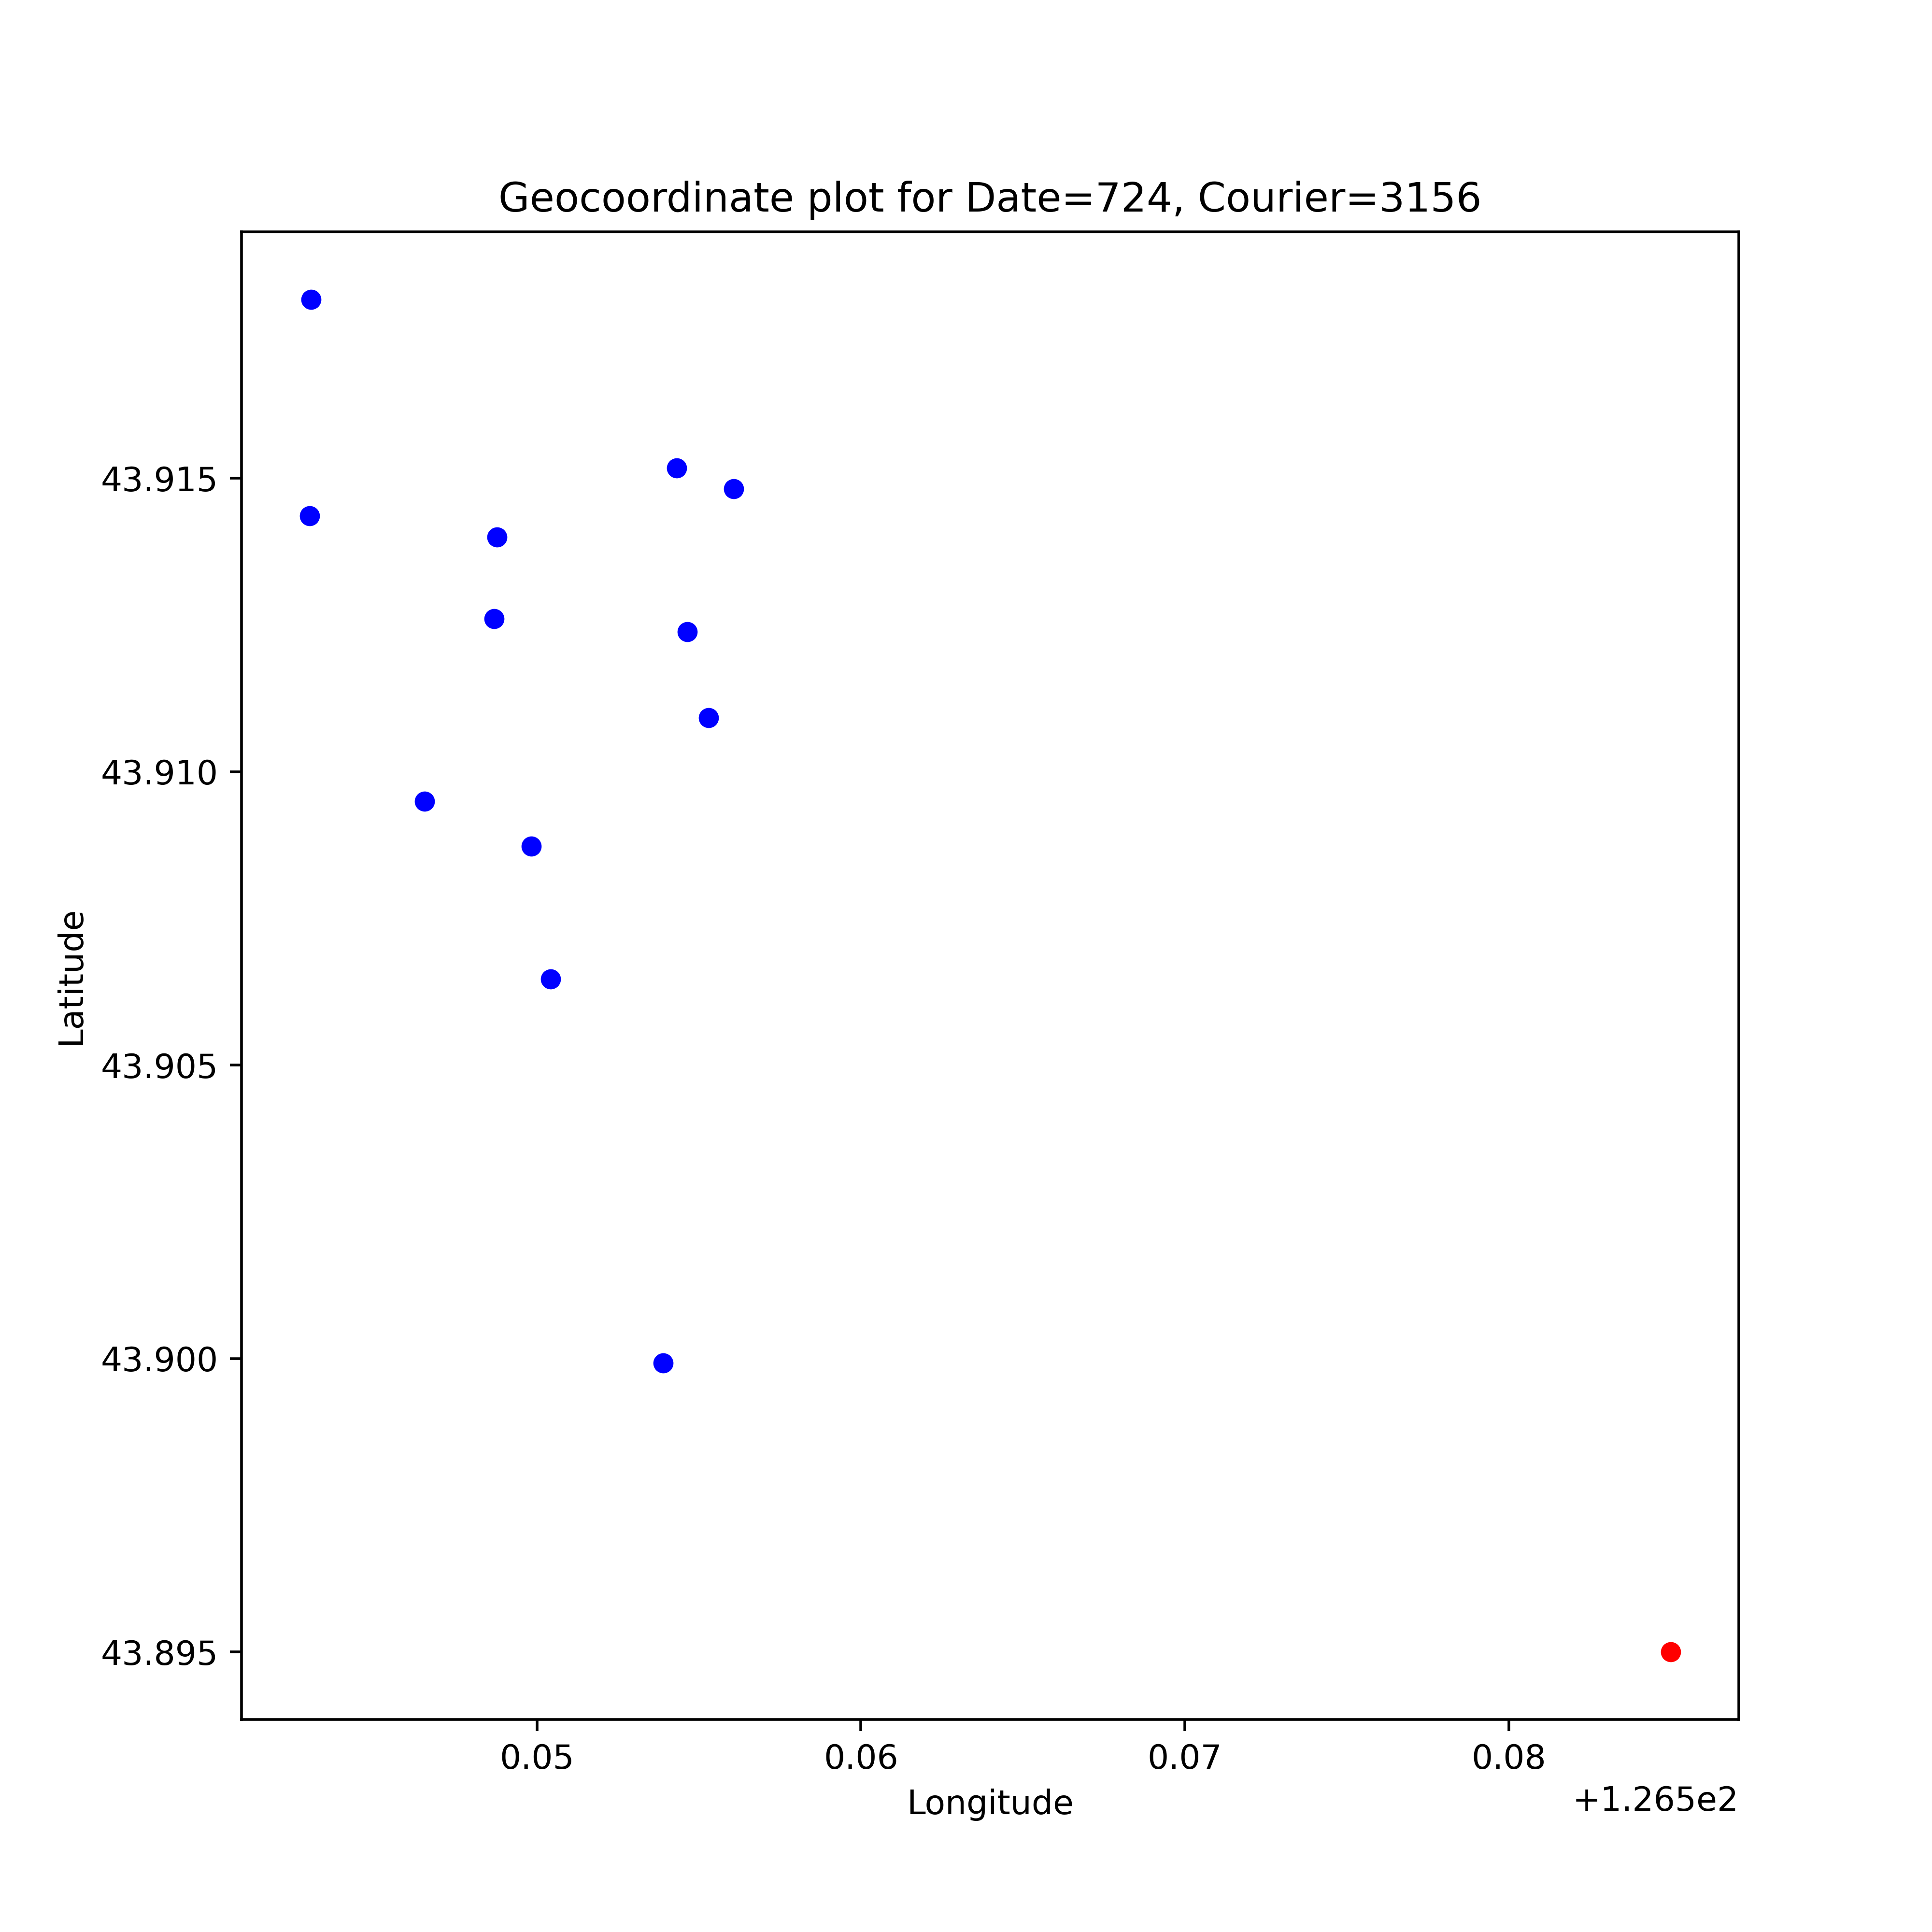 Geocoordinate plot for Date=724, Courier=3156
43.915
43.910
43.905
43.900
43.895
Latitude
0.05 0.06 0.07 0.08
Longitude
+1.265e2